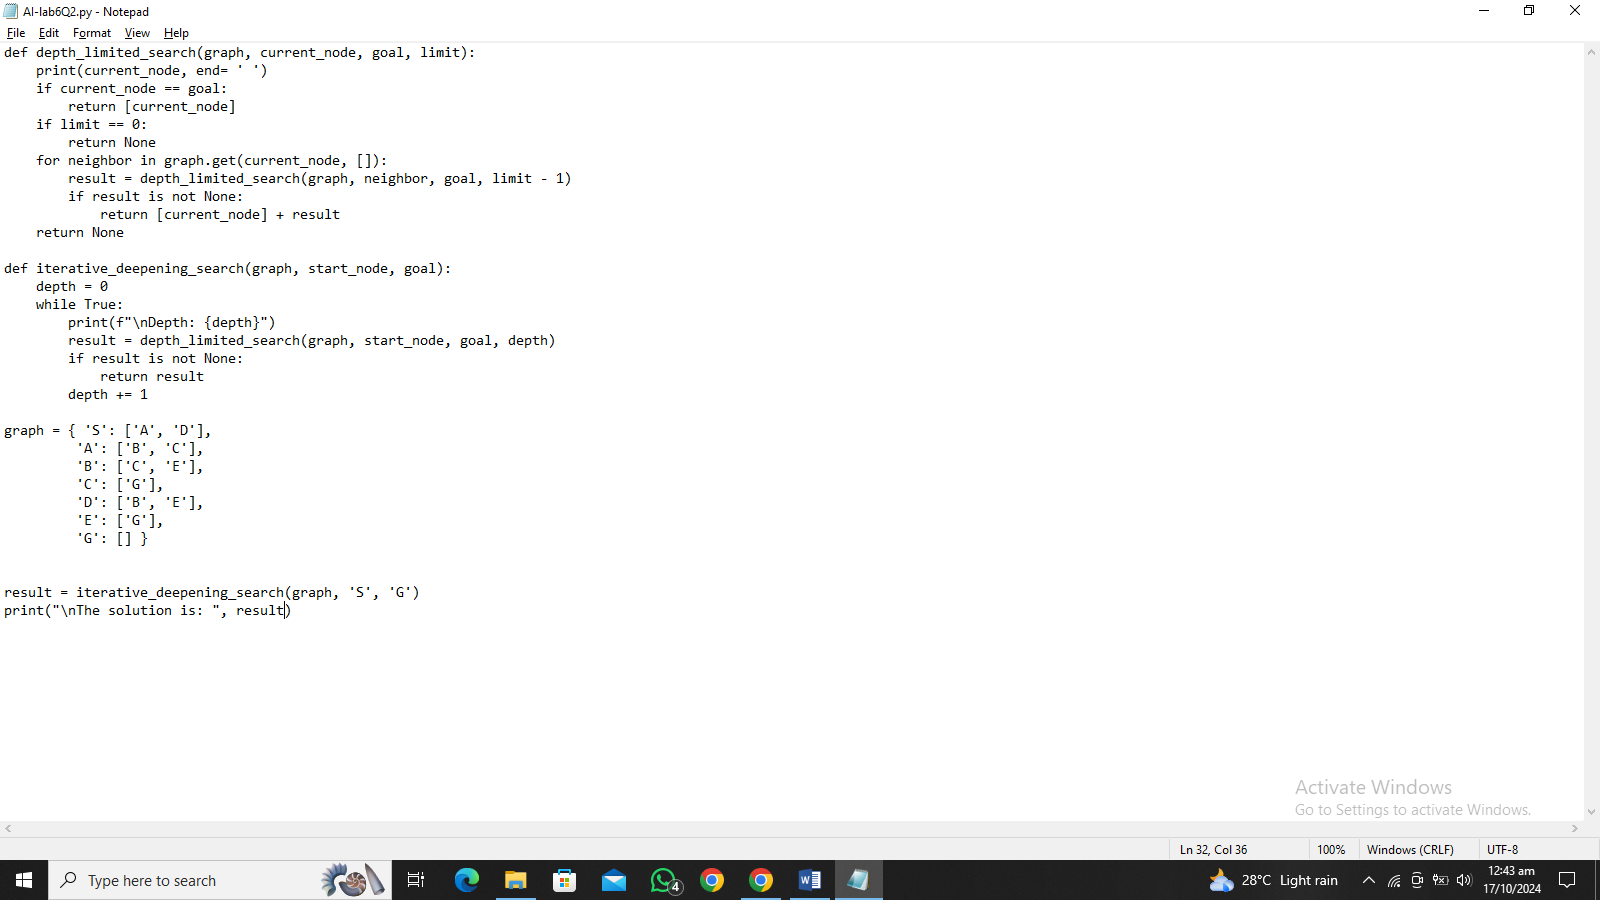 AI-lab6Q2.py - Notepad
File Edit Format View Help
def depth_limited_search(graph, current_node, goal, limit):
    print(current_node, end= ' ')
    if current_node == goal:
        return [current_node]
    if limit == 0:
        return None
    for neighbor in graph.get(current_node, []):
        result = depth_limited_search(graph, neighbor, goal, limit - 1)
        if result is not None:
            return [current_node] + result
    return None

def iterative_deepening_search(graph, start_node, goal):
    depth = 0
    while True:
        print(f"\nDepth: {depth}")
        result = depth_limited_search(graph, start_node, goal, depth)
        if result is not None:
            return result
        depth += 1

graph = { 'S': ['A', 'D'],
         'A': ['B', 'C'],
         'B': ['C', 'E'],
         'C': ['G'],
         'D': ['B', 'E'],
         'E': ['G'],
         'G': [] }

result = iterative_deepening_search(graph, 'S', 'G')
print("\nThe solution is: ", result)
Activate Windows
Go to Settings to activate Windows.
Ln 32, Col 36 100% Windows (CRLF) UTF-8
Type here to search 4 28°C Light rain 12:43 am
17/10/2024